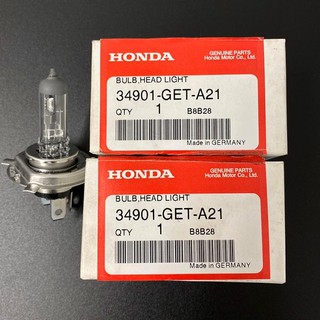 HONDA
GENUINE PARTS
Honda Motor Co., Ltd.
BULB,HEAD LIGHT
34901-GET-A21
QTY 1 B8B28
Made in GERMANY
HONDA
GENUINE PARTS
Honda Motor Co., Ltd.
BULB,HEAD LIGHT
34901-GET-A21
QTY 1 B8B28
Made in GERMANY